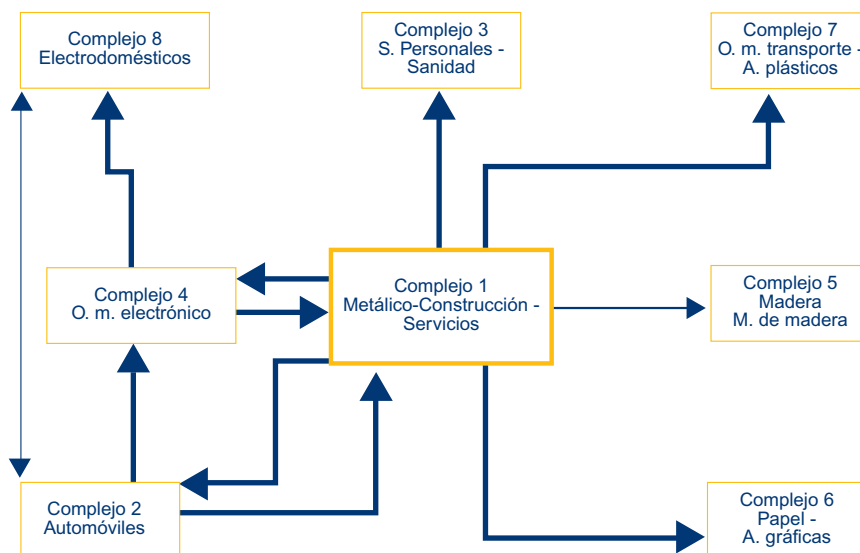 Complejo 8
Electrodomésticos
Complejo 3
S. Personales -
Sanidad
Complejo 7
O. m. transporte -
A. plásticos
Complejo 4
O. m. electrónico
Complejo 1
Metálico-Construcción -
Servicios
Complejo 5
Madera
M. de madera
Complejo 2
Automóviles
Complejo 6
Papel -
A. gráficas